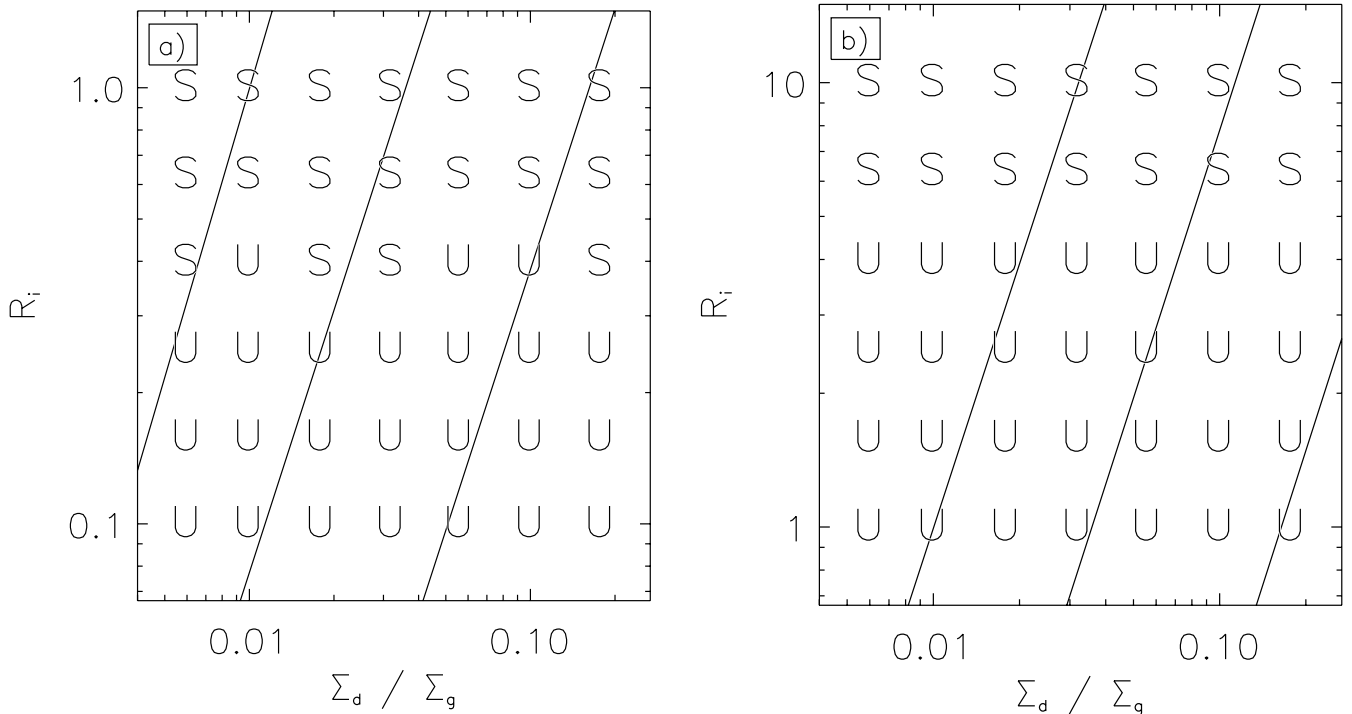 a)
1.0
S S S S S S S
S S S S S S S
S U S S U U S
R_i
U U U U U U U
U U U U U U U
0.1
U U U U U U U
0.01
0.10
Σ_d / Σ_g
b)
10
S S S S S S S
S S S S S S S
U U U U U U U
R_i
U U U U U U U
U U U U U U U
1
U U U U U U U
0.01
0.10
Σ_d / Σ_g